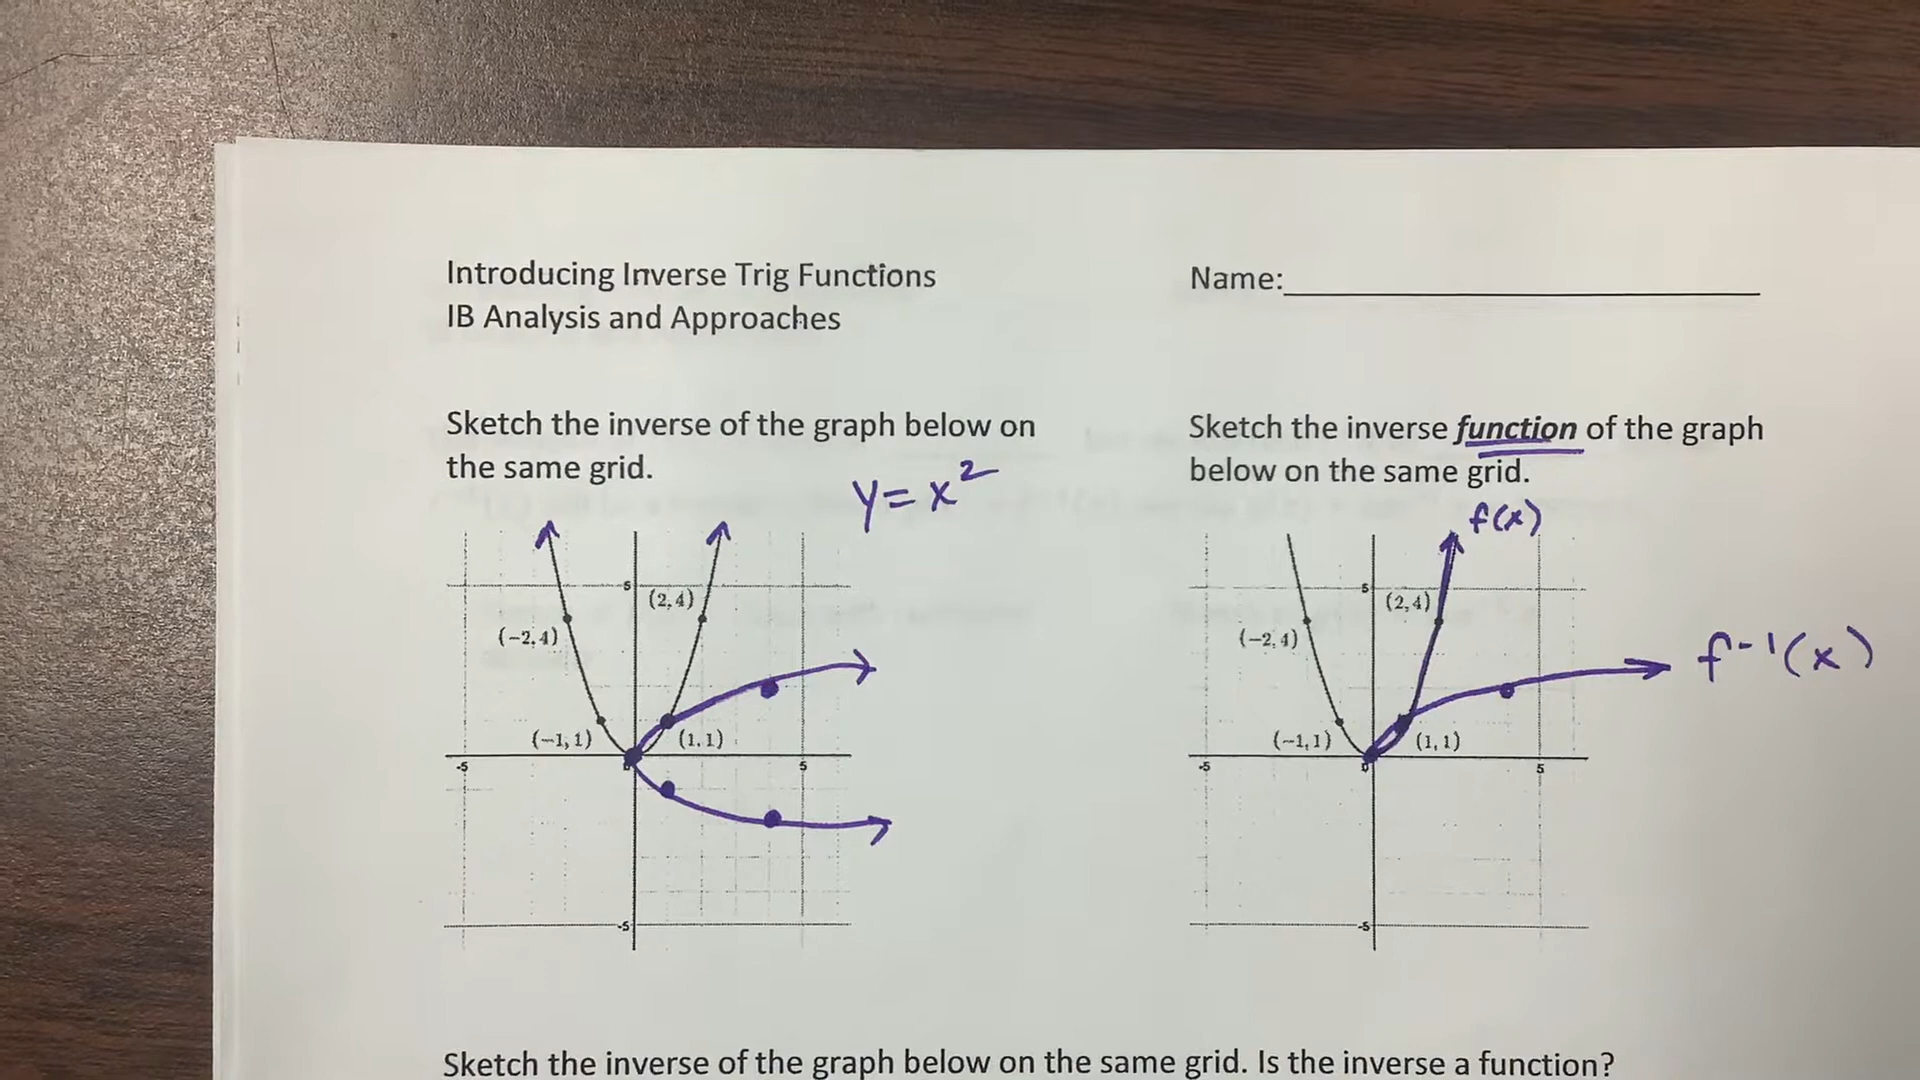 Introducing Inverse Trig Functions
IB Analysis and Approaches
Name:
Sketch the inverse of the graph below on
the same grid.
y=x²
5
(2,4)
(−2,4)
(−1,1)
(1,1)
-5
0
5
-5
Sketch the inverse function of the graph
below on the same grid.
f(x)
5
(2,4)
(−2,4)
f⁻¹(x)
(−1,1)
(1,1)
-5
0
5
-5
Sketch the inverse of the graph below on the same grid. Is the inverse a function?